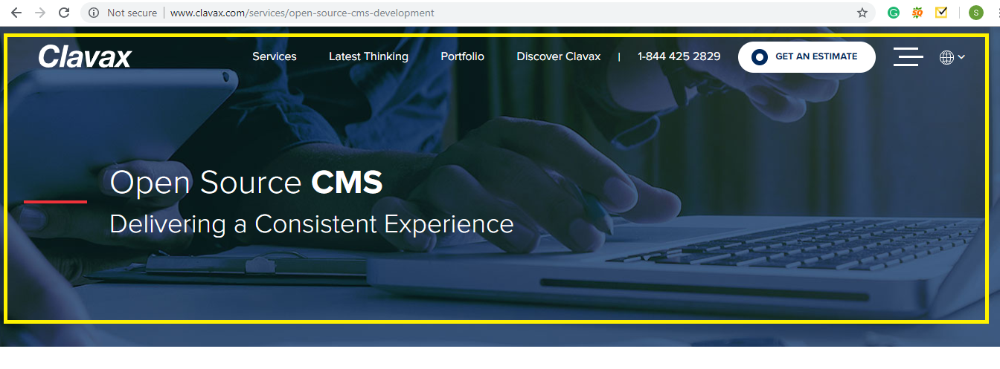 Not secure | www.clavax.com/services/open-source-cms-development
SQ
S
Clavax
Services Latest Thinking Portfolio Discover Clavax | 1-844 425 2829 GET AN ESTIMATE
Open Source CMS
Delivering a Consistent Experience